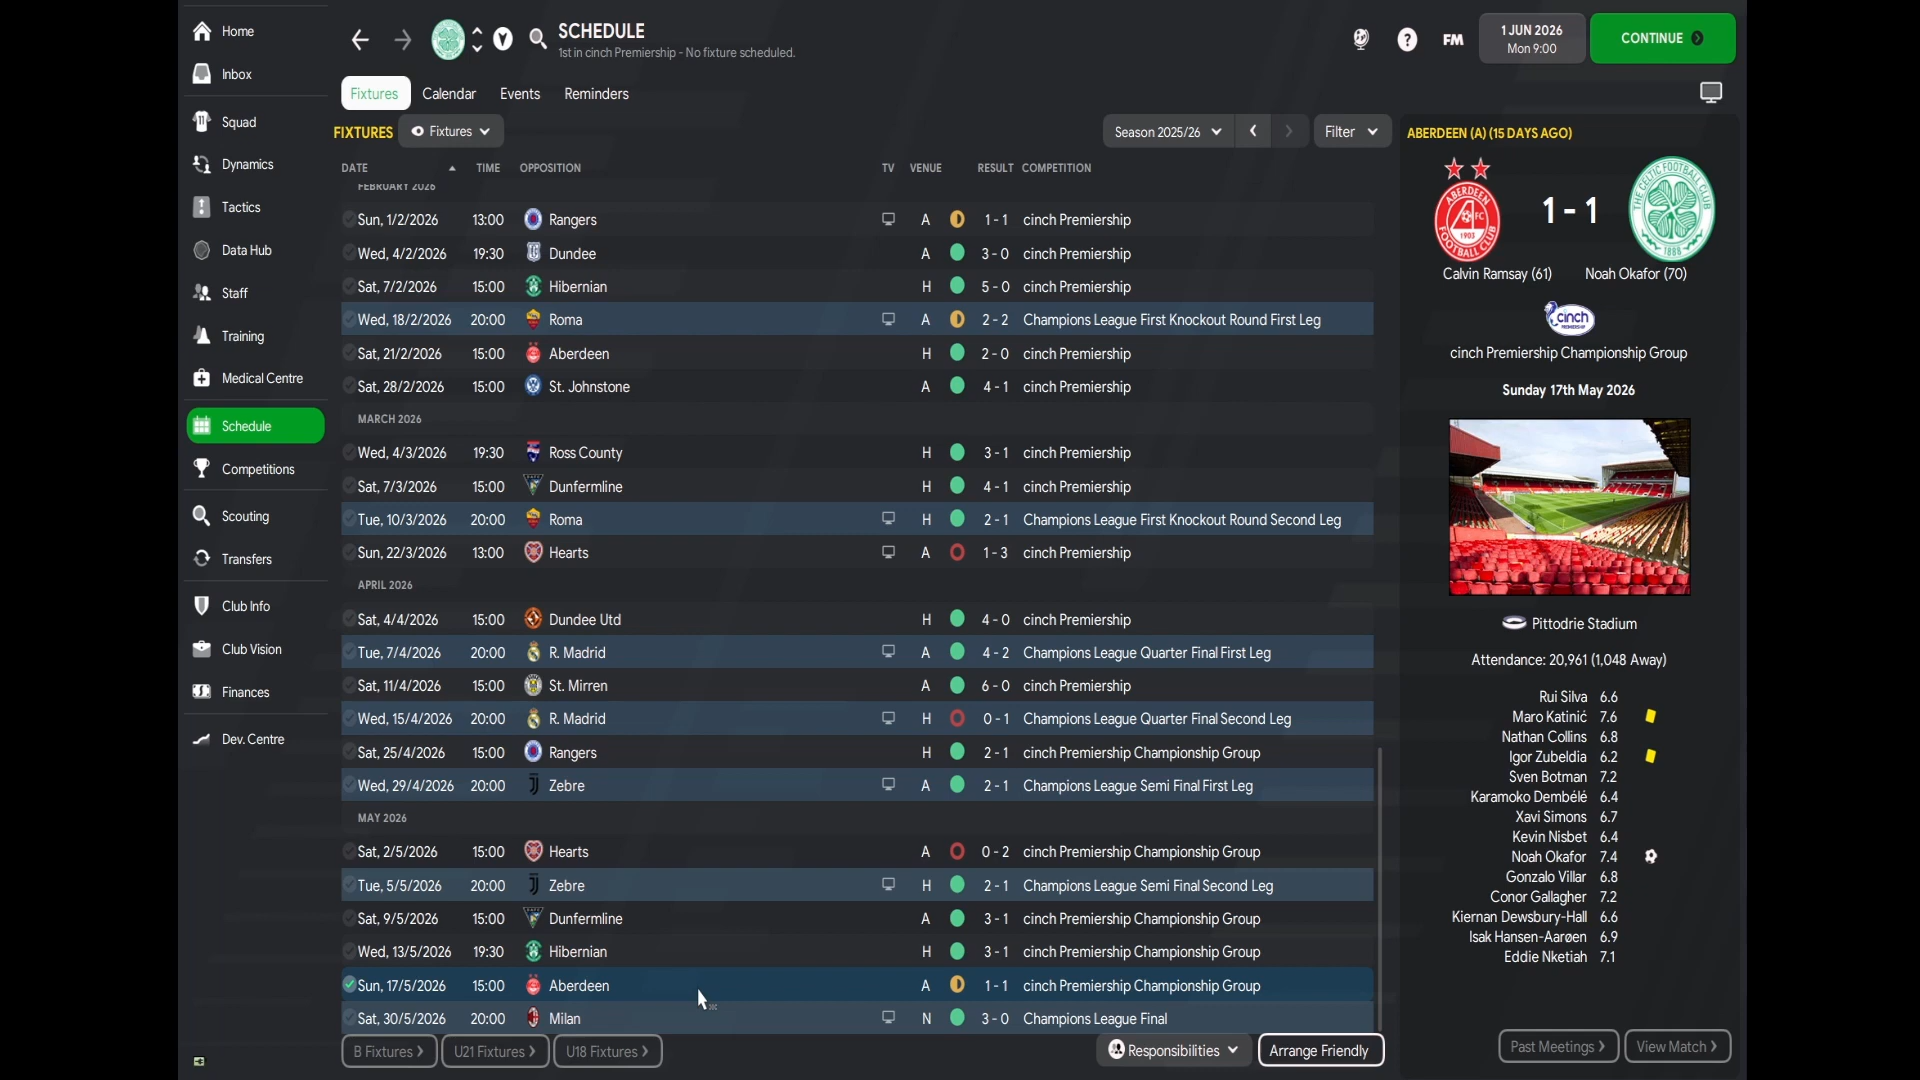 Home
Inbox
Squad
Dynamics
Tactics
Data Hub
Staff
Training
Medical Centre
Schedule
Competitions
Scouting
Transfers
Club Info
Club Vision
Finances
Dev. Centre
SCHEDULE
1st in cinch Premiership - No fixture scheduled.
FM
1 JUN 2026
Mon 9:00
CONTINUE
Fixtures Calendar Events Reminders
FIXTURES Fixtures Season 2025/26 Filter
DATE TIME OPPOSITION TV VENUE RESULT COMPETITION
FEBRUARY 2026
Sun, 1/2/2026 13:00 Rangers A 1 - 1 cinch Premiership
Wed, 4/2/2026 19:30 Dundee A 3 - 0 cinch Premiership
Sat, 7/2/2026 15:00 Hibernian H 5 - 0 cinch Premiership
Wed, 18/2/2026 20:00 Roma A 2 - 2 Champions League First Knockout Round First Leg
Sat, 21/2/2026 15:00 Aberdeen H 2 - 0 cinch Premiership
Sat, 28/2/2026 15:00 St. Johnstone A 4 - 1 cinch Premiership
MARCH 2026
Wed, 4/3/2026 19:30 Ross County H 3 - 1 cinch Premiership
Sat, 7/3/2026 15:00 Dunfermline H 4 - 1 cinch Premiership
Tue, 10/3/2026 20:00 Roma H 2 - 1 Champions League First Knockout Round Second Leg
Sun, 22/3/2026 13:00 Hearts A 1 - 3 cinch Premiership
APRIL 2026
Sat, 4/4/2026 15:00 Dundee Utd H 4 - 0 cinch Premiership
Tue, 7/4/2026 20:00 R. Madrid A 4 - 2 Champions League Quarter Final First Leg
Sat, 11/4/2026 15:00 St. Mirren A 6 - 0 cinch Premiership
Wed, 15/4/2026 20:00 R. Madrid H 0 - 1 Champions League Quarter Final Second Leg
Sat, 25/4/2026 15:00 Rangers H 2 - 1 cinch Premiership Championship Group
Wed, 29/4/2026 20:00 Zebre A 2 - 1 Champions League Semi Final First Leg
MAY 2026
Sat, 2/5/2026 15:00 Hearts A 0 - 2 cinch Premiership Championship Group
Tue, 5/5/2026 20:00 Zebre H 2 - 1 Champions League Semi Final Second Leg
Sat, 9/5/2026 15:00 Dunfermline A 3 - 1 cinch Premiership Championship Group
Wed, 13/5/2026 19:30 Hibernian H 3 - 1 cinch Premiership Championship Group
Sun, 17/5/2026 15:00 Aberdeen A 1 - 1 cinch Premiership Championship Group
Sat, 30/5/2026 20:00 Milan N 3 - 0 Champions League Final
B Fixtures U21 Fixtures U18 Fixtures Responsibilities Arrange Friendly
ABERDEEN (A) (15 DAYS AGO)
ABERDEEN FC 1903 FOOTBALL CLUB
1 - 1
THE CELTIC FOOTBALL CLUB 1888
Calvin Ramsay (61) Noah Okafor (70)
cinch
PREMIERSHIP
cinch Premiership Championship Group
Sunday 17th May 2026
Pittodrie Stadium
Attendance: 20,961 (1,048 Away)
Rui Silva 6.6
Maro Katinić 7.6
Nathan Collins 6.8
Igor Zubeldia 6.2
Sven Botman 7.2
Karamoko Dembélé 6.4
Xavi Simons 6.7
Kevin Nisbet 6.4
Noah Okafor 7.4
Gonzalo Villar 6.8
Conor Gallagher 7.2
Kiernan Dewsbury-Hall 6.6
Isak Hansen-Aarøen 6.9
Eddie Nketiah 7.1
Past Meetings View Match